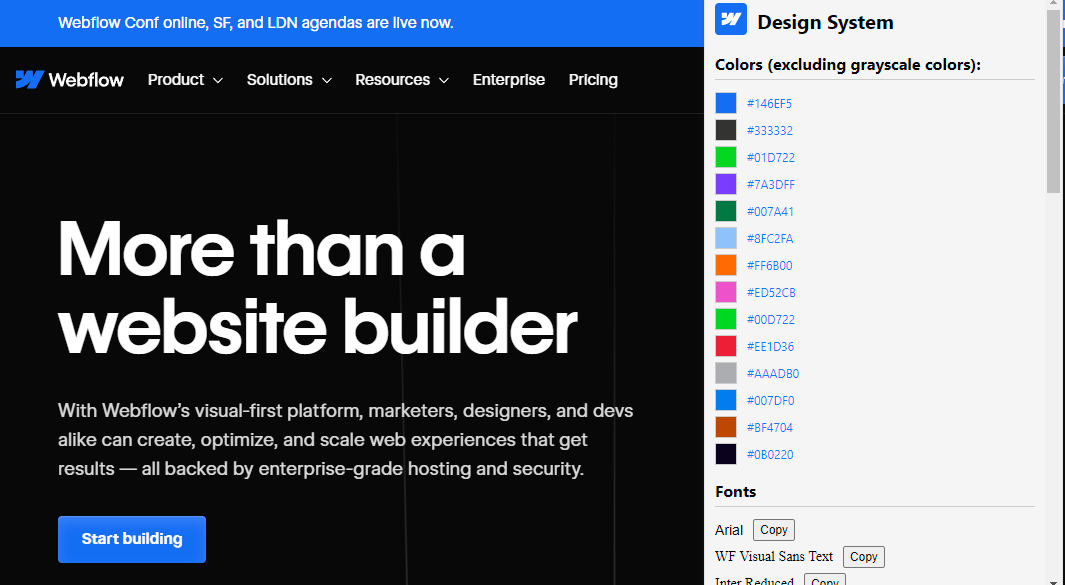 Webflow Conf online, SF, and LDN agendas are live now.
Webflow
Product
Solutions
Resources
Enterprise
Pricing
More than a
website builder
With Webflow’s visual-first platform, marketers, designers, and devs
alike can create, optimize, and scale web experiences that get
results — all backed by enterprise-grade hosting and security.
Start building
Design System
Colors (excluding grayscale colors):
#146EF5
#333332
#01D722
#7A3DFF
#007A41
#8FC2FA
#FF6B00
#ED52CB
#00D722
#EE1D36
#AAADB0
#007DF0
#BF4704
#0B0220
Fonts
Arial Copy
WF Visual Sans Text Copy
Inter Reduced Copy